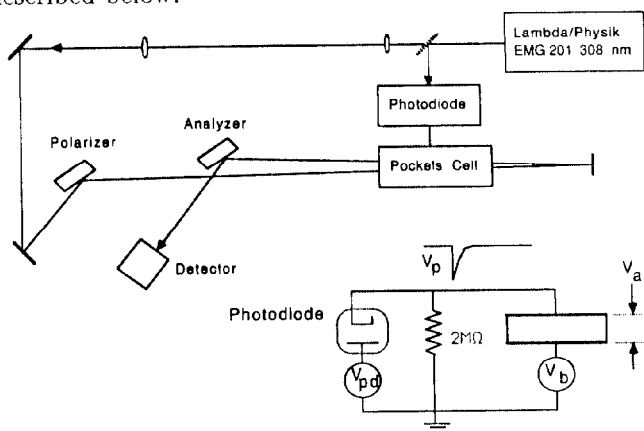 described below.
Lambda/Physik
EMG 201 308 nm
Photodiode
Analyzer
Polarizer
Pockets Cell
Detector
Vp
Va
Photodiode
2MΩ
Vpd
Vb